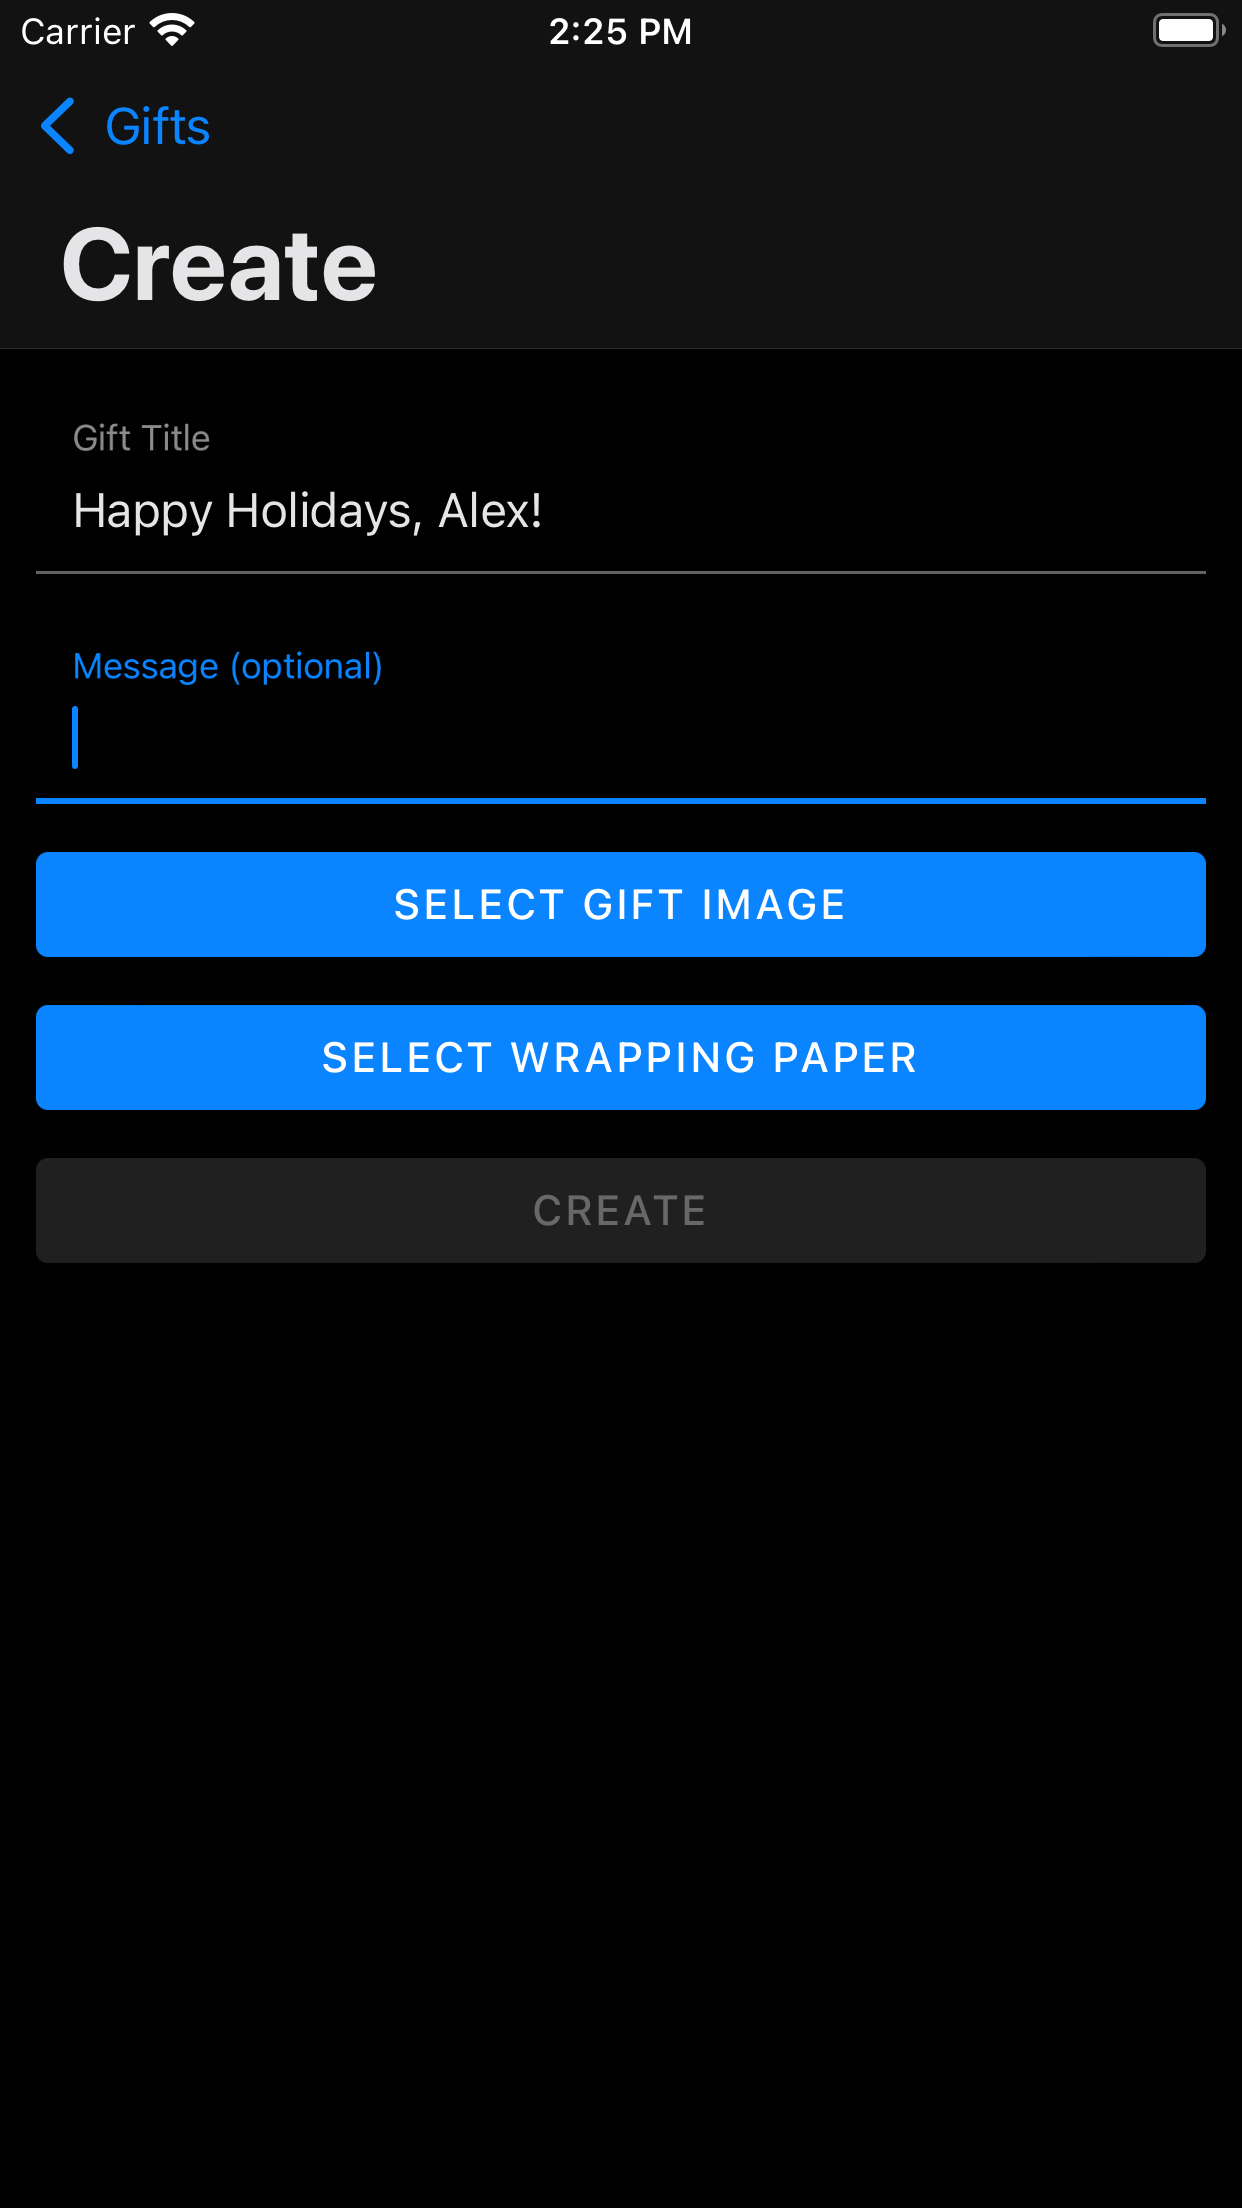 Carrier 2:25 PM
Gifts
Create
Gift Title
Happy Holidays, Alex!
Message (optional)
SELECT GIFT IMAGE
SELECT WRAPPING PAPER
CREATE